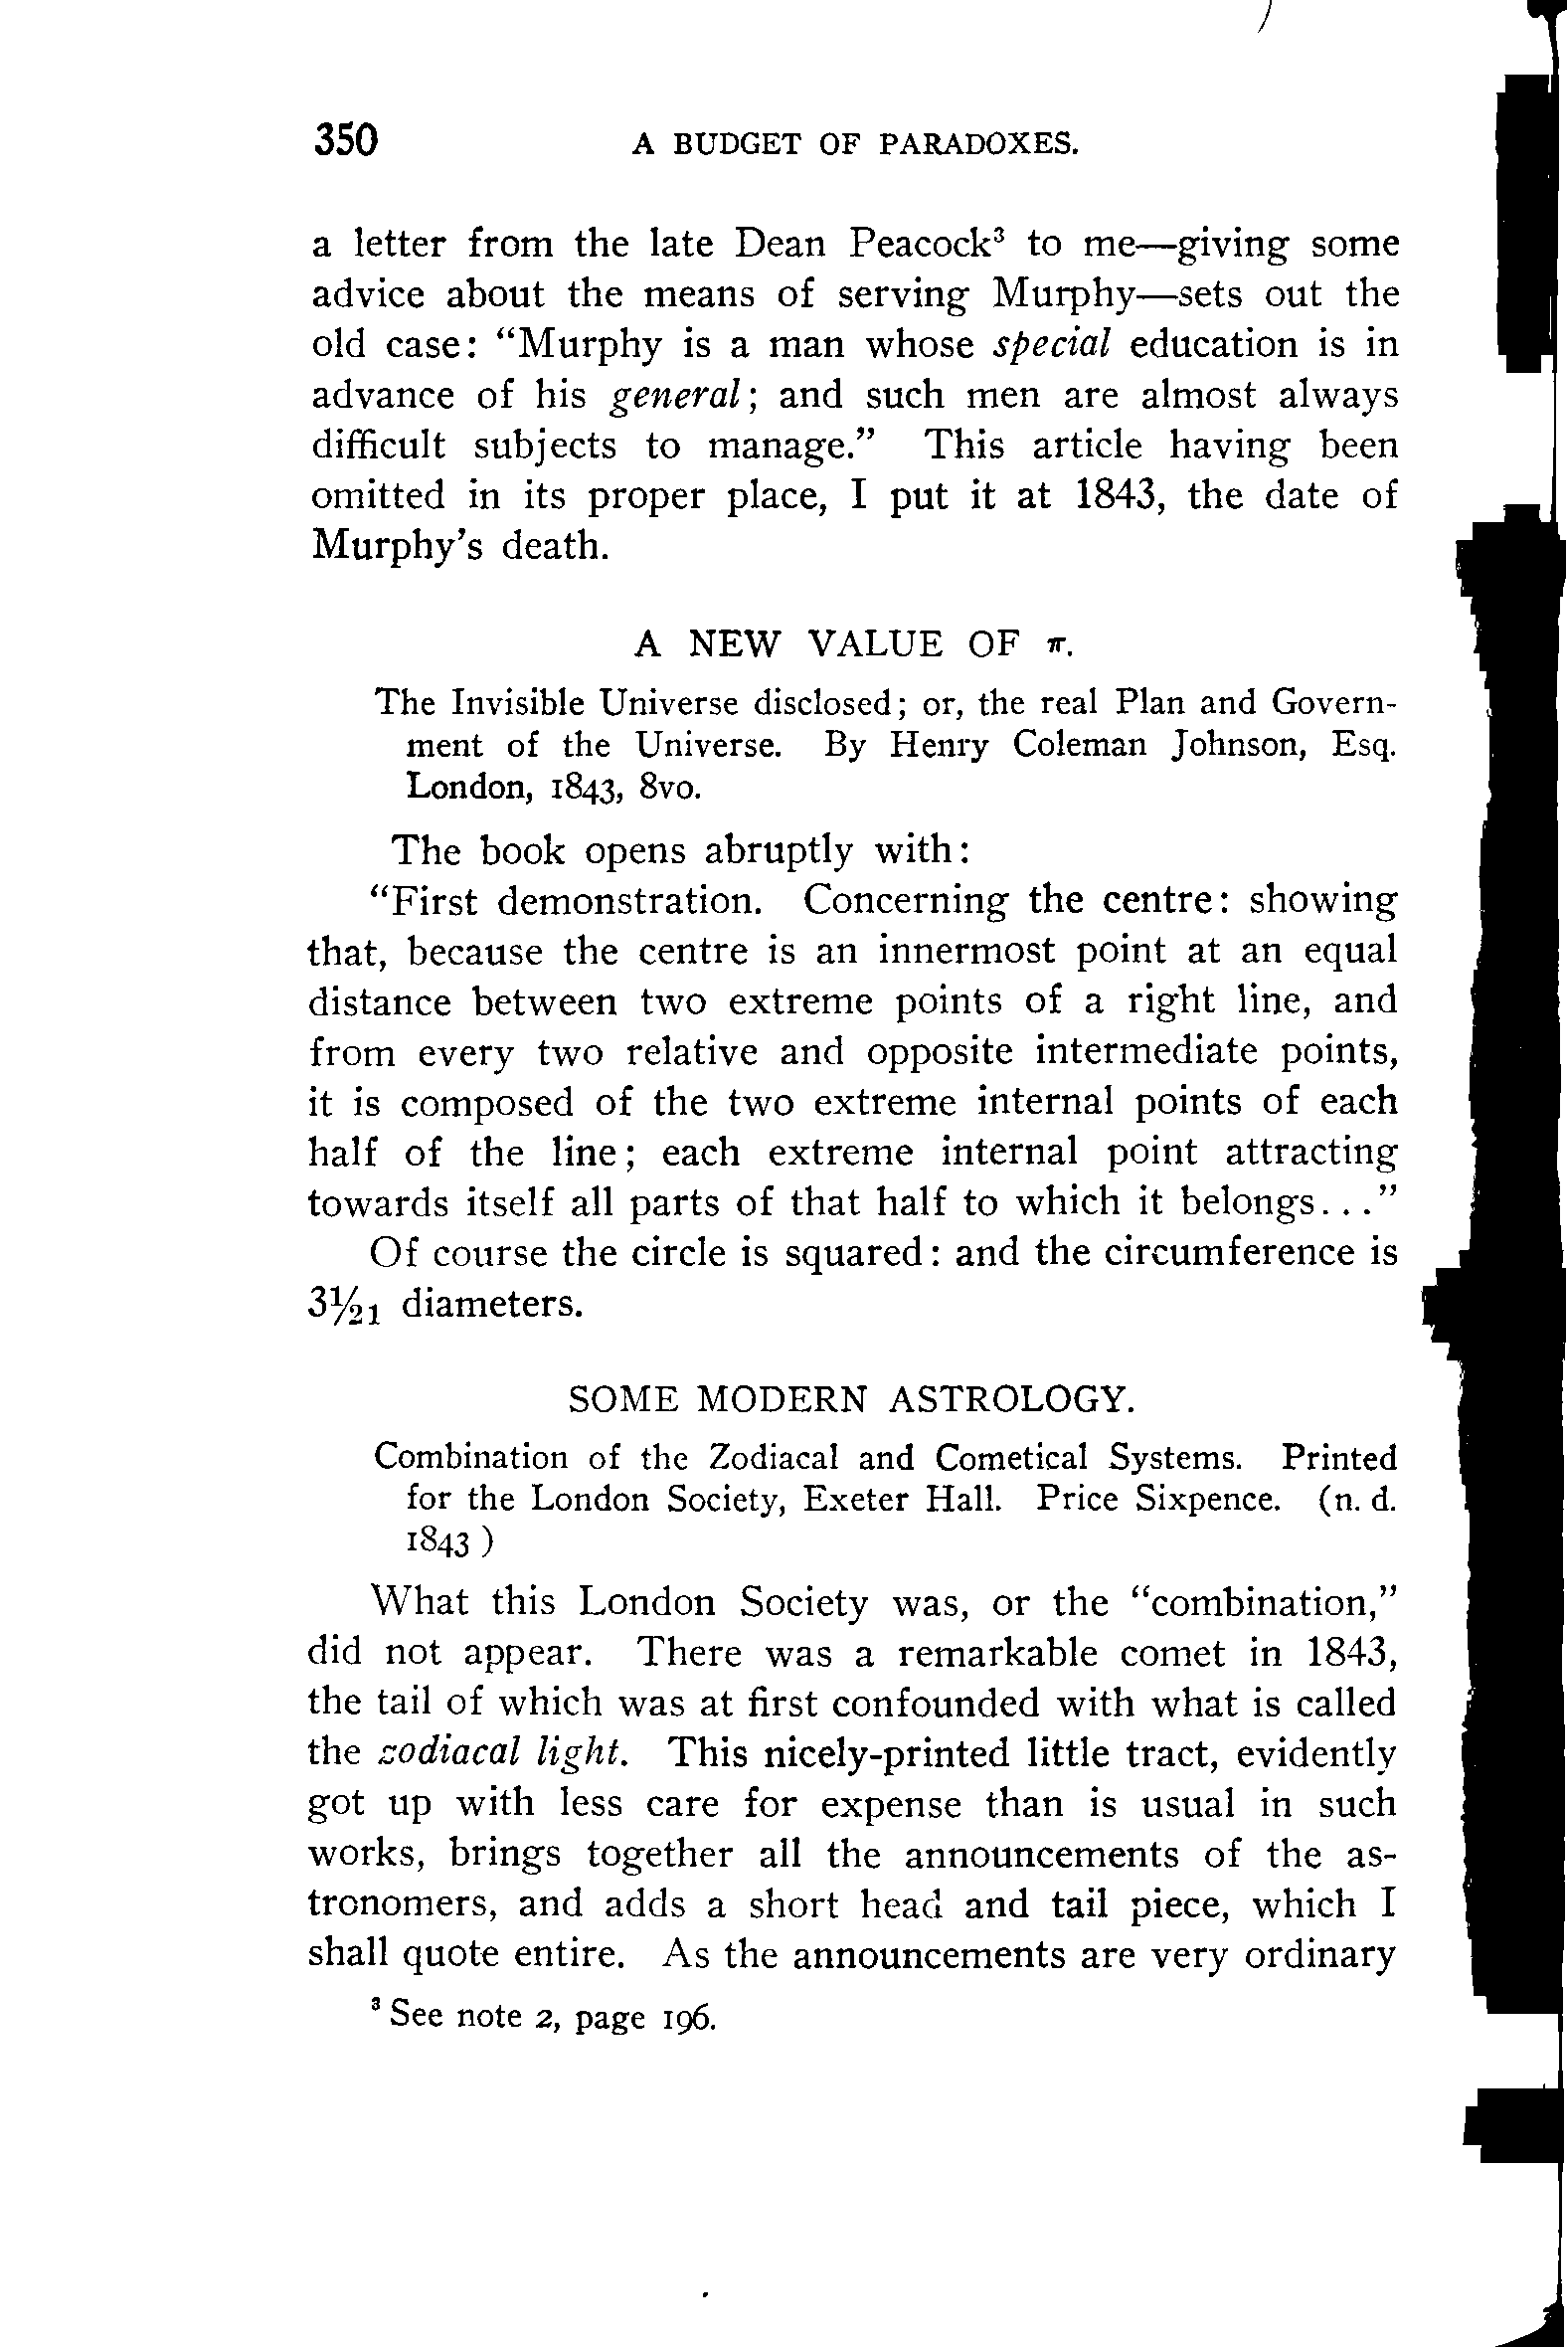 350 A BUDGET OF PARADOXES.
a letter from the late Dean Peacock³ to me—giving some
advice about the means of serving Murphy—sets out the
old case: “Murphy is a man whose special education is in
advance of his general; and such men are almost always
difficult subjects to manage.” This article having been
omitted in its proper place, I put it at 1843, the date of
Murphy’s death.
A NEW VALUE OF π.
The Invisible Universe disclosed; or, the real Plan and Govern-
ment of the Universe. By Henry Coleman Johnson, Esq.
London, 1843, 8vo.
The book opens abruptly with:
“First demonstration. Concerning the centre: showing
that, because the centre is an innermost point at an equal
distance between two extreme points of a right line, and
from every two relative and opposite intermediate points,
it is composed of the two extreme internal points of each
half of the line; each extreme internal point attracting
towards itself all parts of that half to which it belongs...”
Of course the circle is squared: and the circumference is
3 1/21 diameters.
SOME MODERN ASTROLOGY.
Combination of the Zodiacal and Cometical Systems. Printed
for the London Society, Exeter Hall. Price Sixpence. (n. d.
1843 )
What this London Society was, or the “combination,”
did not appear. There was a remarkable comet in 1843,
the tail of which was at first confounded with what is called
the zodiacal light. This nicely-printed little tract, evidently
got up with less care for expense than is usual in such
works, brings together all the announcements of the as-
tronomers, and adds a short head and tail piece, which I
shall quote entire. As the announcements are very ordinary
³ See note 2, page 196.